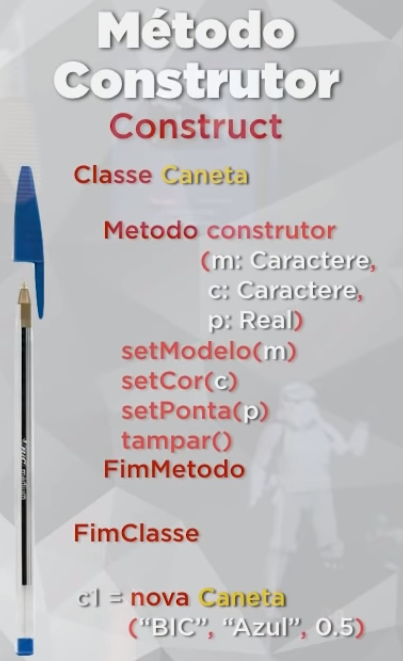 Método
Construtor
Construct
Classe Caneta
Metodo construtor
(m: Caractere,
c: Caractere,
p: Real)
setModelo(m)
setCor(c)
setPonta(p)
tampar()
FimMetodo
FimClasse
c1 = nova Caneta
(“BIC”, “Azul”, 0.5)